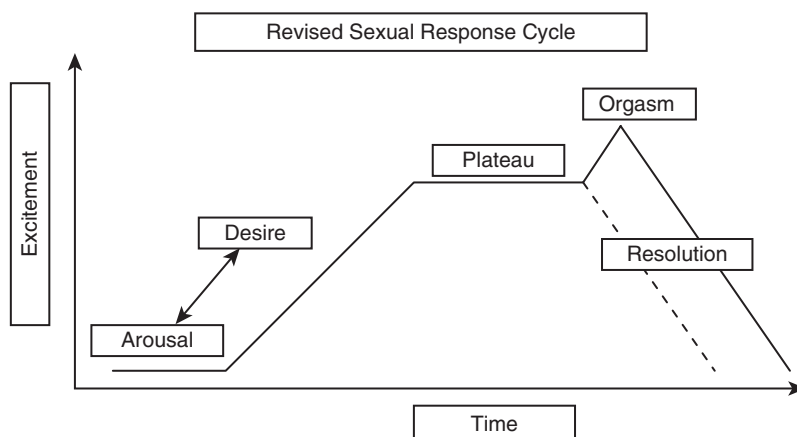 Revised Sexual Response Cycle
Orgasm
Plateau
Excitement
Desire
Resolution
Arousal
Time